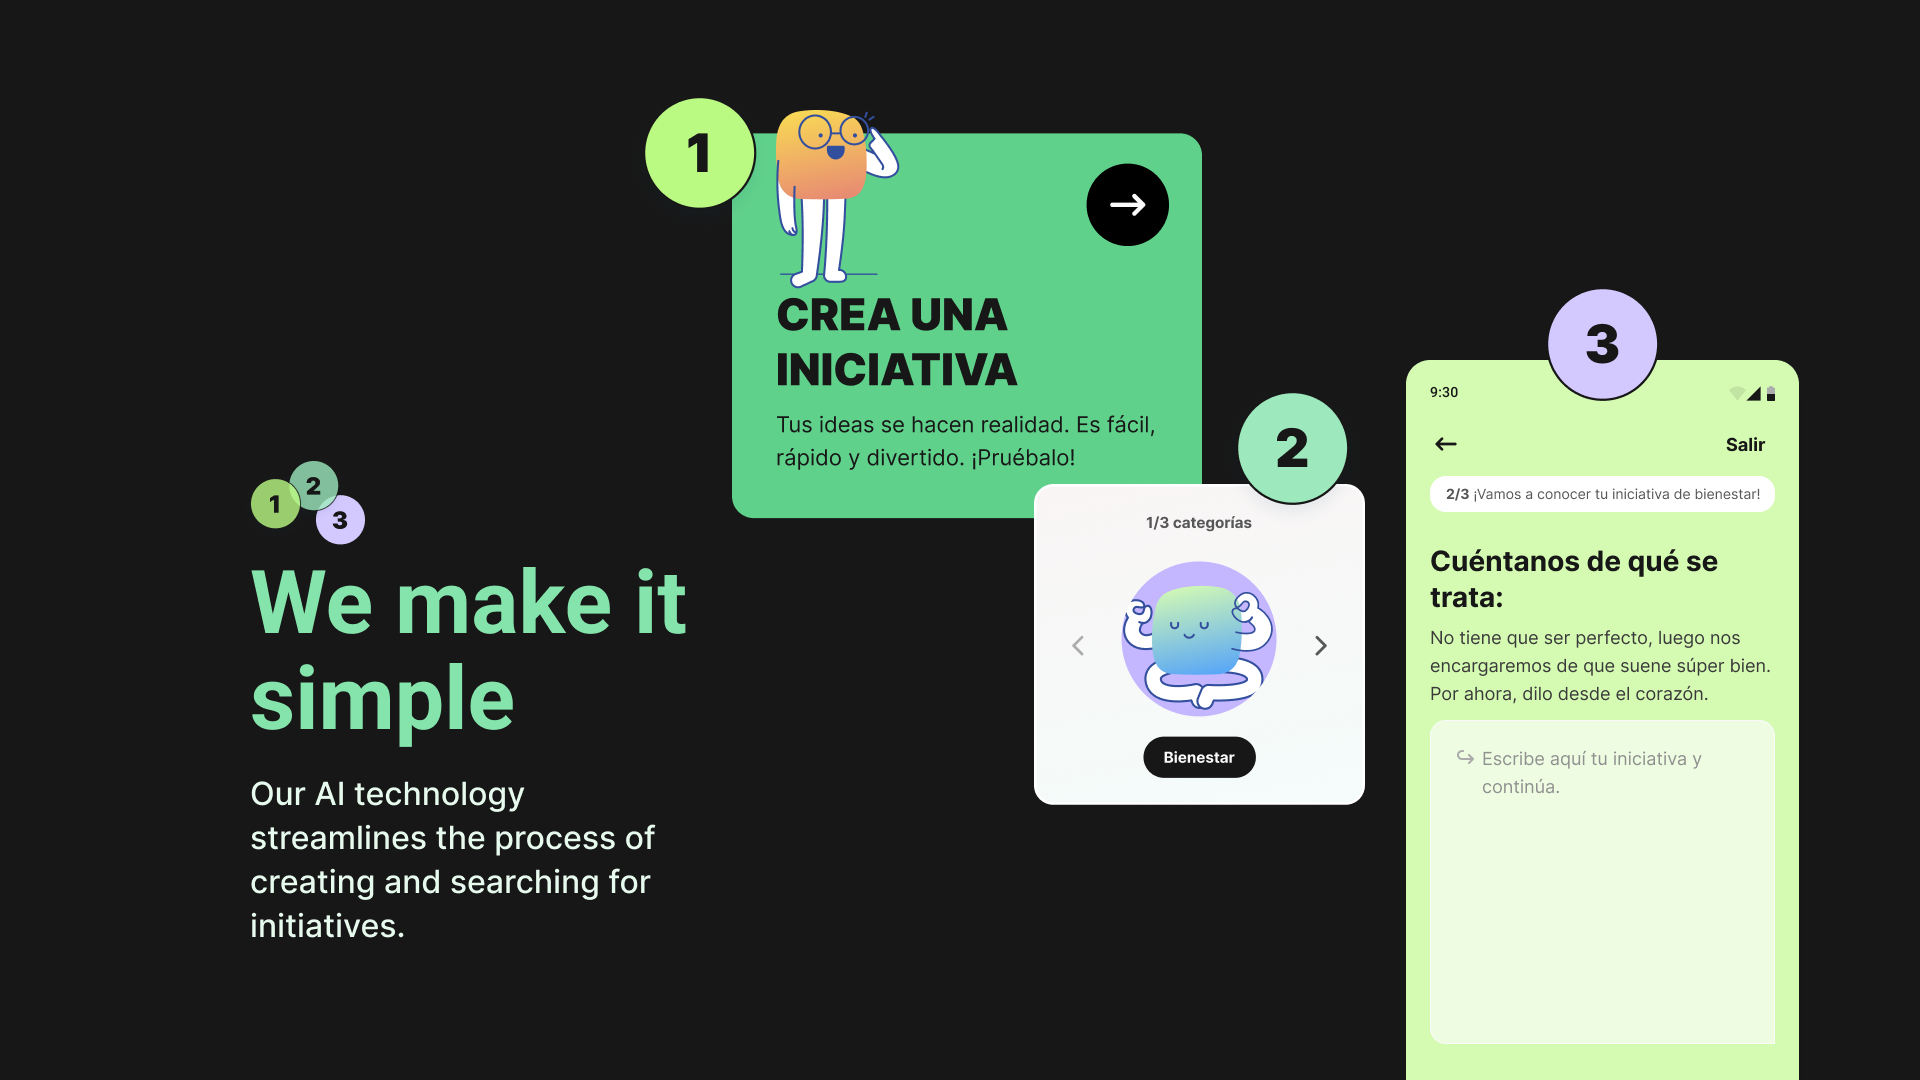 1
2
3
We make it
simple
Our AI technology
streamlines the process of
creating and searching for
initiatives.
1
CREA UNA
INICIATIVA
Tus ideas se hacen realidad. Es fácil,
rápido y divertido. ¡Pruébalo!
2
1/3 categorías
Bienestar
3
9:30
Salir
2/3 ¡Vamos a conocer tu iniciativa de bienestar!
Cuéntanos de qué se
trata:
No tiene que ser perfecto, luego nos
encargaremos de que suene súper bien.
Por ahora, dilo desde el corazón.
Escribe aquí tu iniciativa y
continúa.